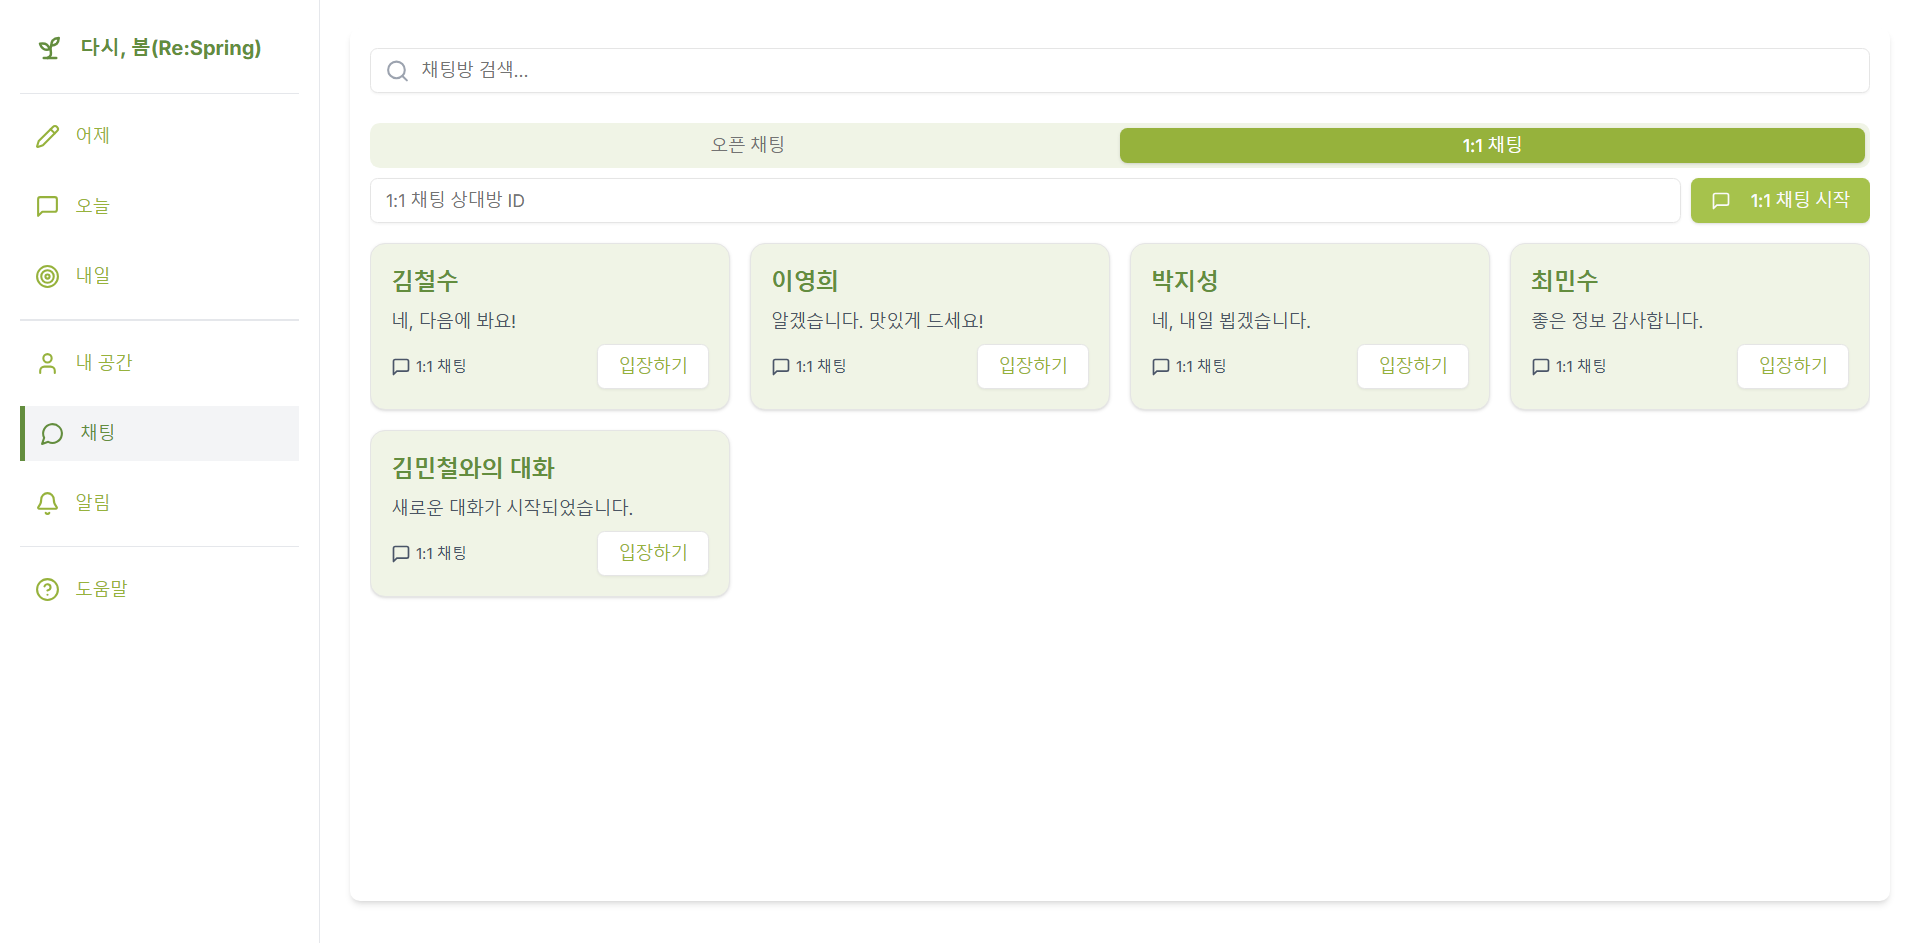 다시, 봄(Re:Spring)
어제
오늘
내일
내 공간
채팅
알림
도움말
채팅방 검색...
오픈 채팅
1:1 채팅
1:1 채팅 상대방 ID
1:1 채팅 시작
김철수
네, 다음에 봐요!
1:1 채팅
입장하기
이영희
알겠습니다. 맛있게 드세요!
1:1 채팅
입장하기
박지성
네, 내일 뵙겠습니다.
1:1 채팅
입장하기
최민수
좋은 정보 감사합니다.
1:1 채팅
입장하기
김민철와의 대화
새로운 대화가 시작되었습니다.
1:1 채팅
입장하기